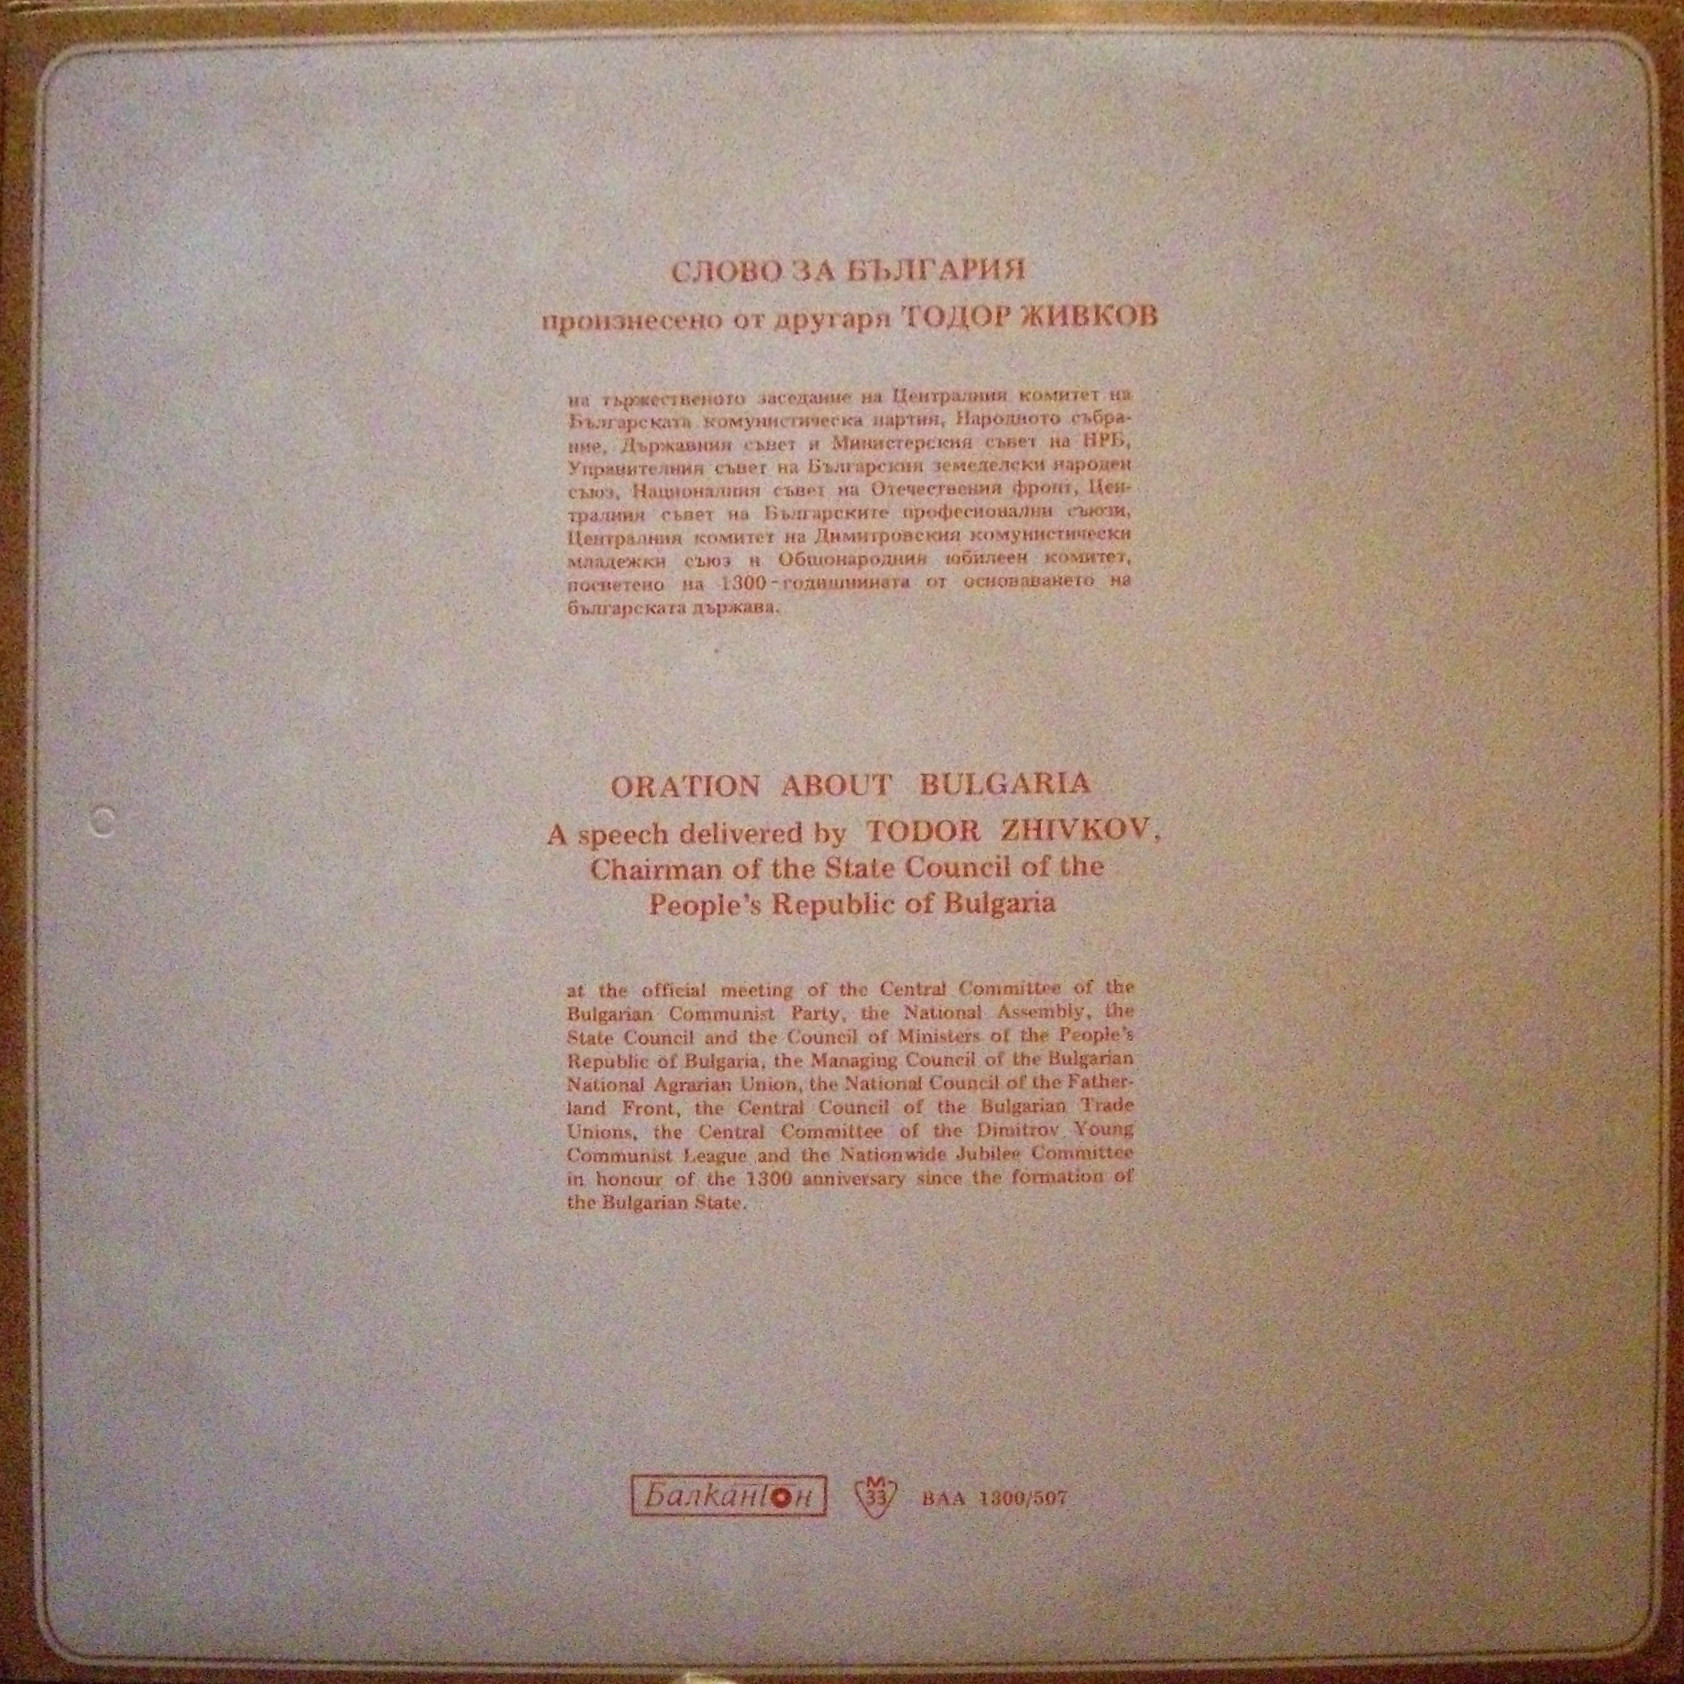 СЛОВО ЗА БЪЛГАРИЯ
произнесено от другаря ТОДОР ЖИВКОВ
на тържественото заседание на Централния комитет на
Българската комунистическа партия, Народното събра-
ние, Държавния съвет и Министерския съвет на НРБ,
Управителния съвет на Българския земеделски народен
съюз, Националния съвет на Отечествения фронт, Цен-
тралния съвет на Българските професионални съюзи,
Централния комитет на Димитровския комунистически
младежки съюз и Общонародния юбилеен комитет,
посветено на 1300-годишнината от основаването на
българската държава.
ORATION ABOUT BULGARIA
A speech delivered by TODOR ZHIVKOV,
Chairman of the State Council of the
People's Republic of Bulgaria
at the official meeting of the Central Committee of the
Bulgarian Communist Party, the National Assembly, the
State Council and the Council of Ministers of the People's
Republic of Bulgaria, the Managing Council of the Bulgarian
National Agrarian Union, the National Council of the Father-
land Front, the Central Council of the Bulgarian Trade
Unions, the Central Committee of the Dimitrov Young
Communist League and the Nationwide Jubilee Committee
in honour of the 1300 anniversary since the formation of
the Bulgarian State.
Балкантон M 33 ВАА 1300/507